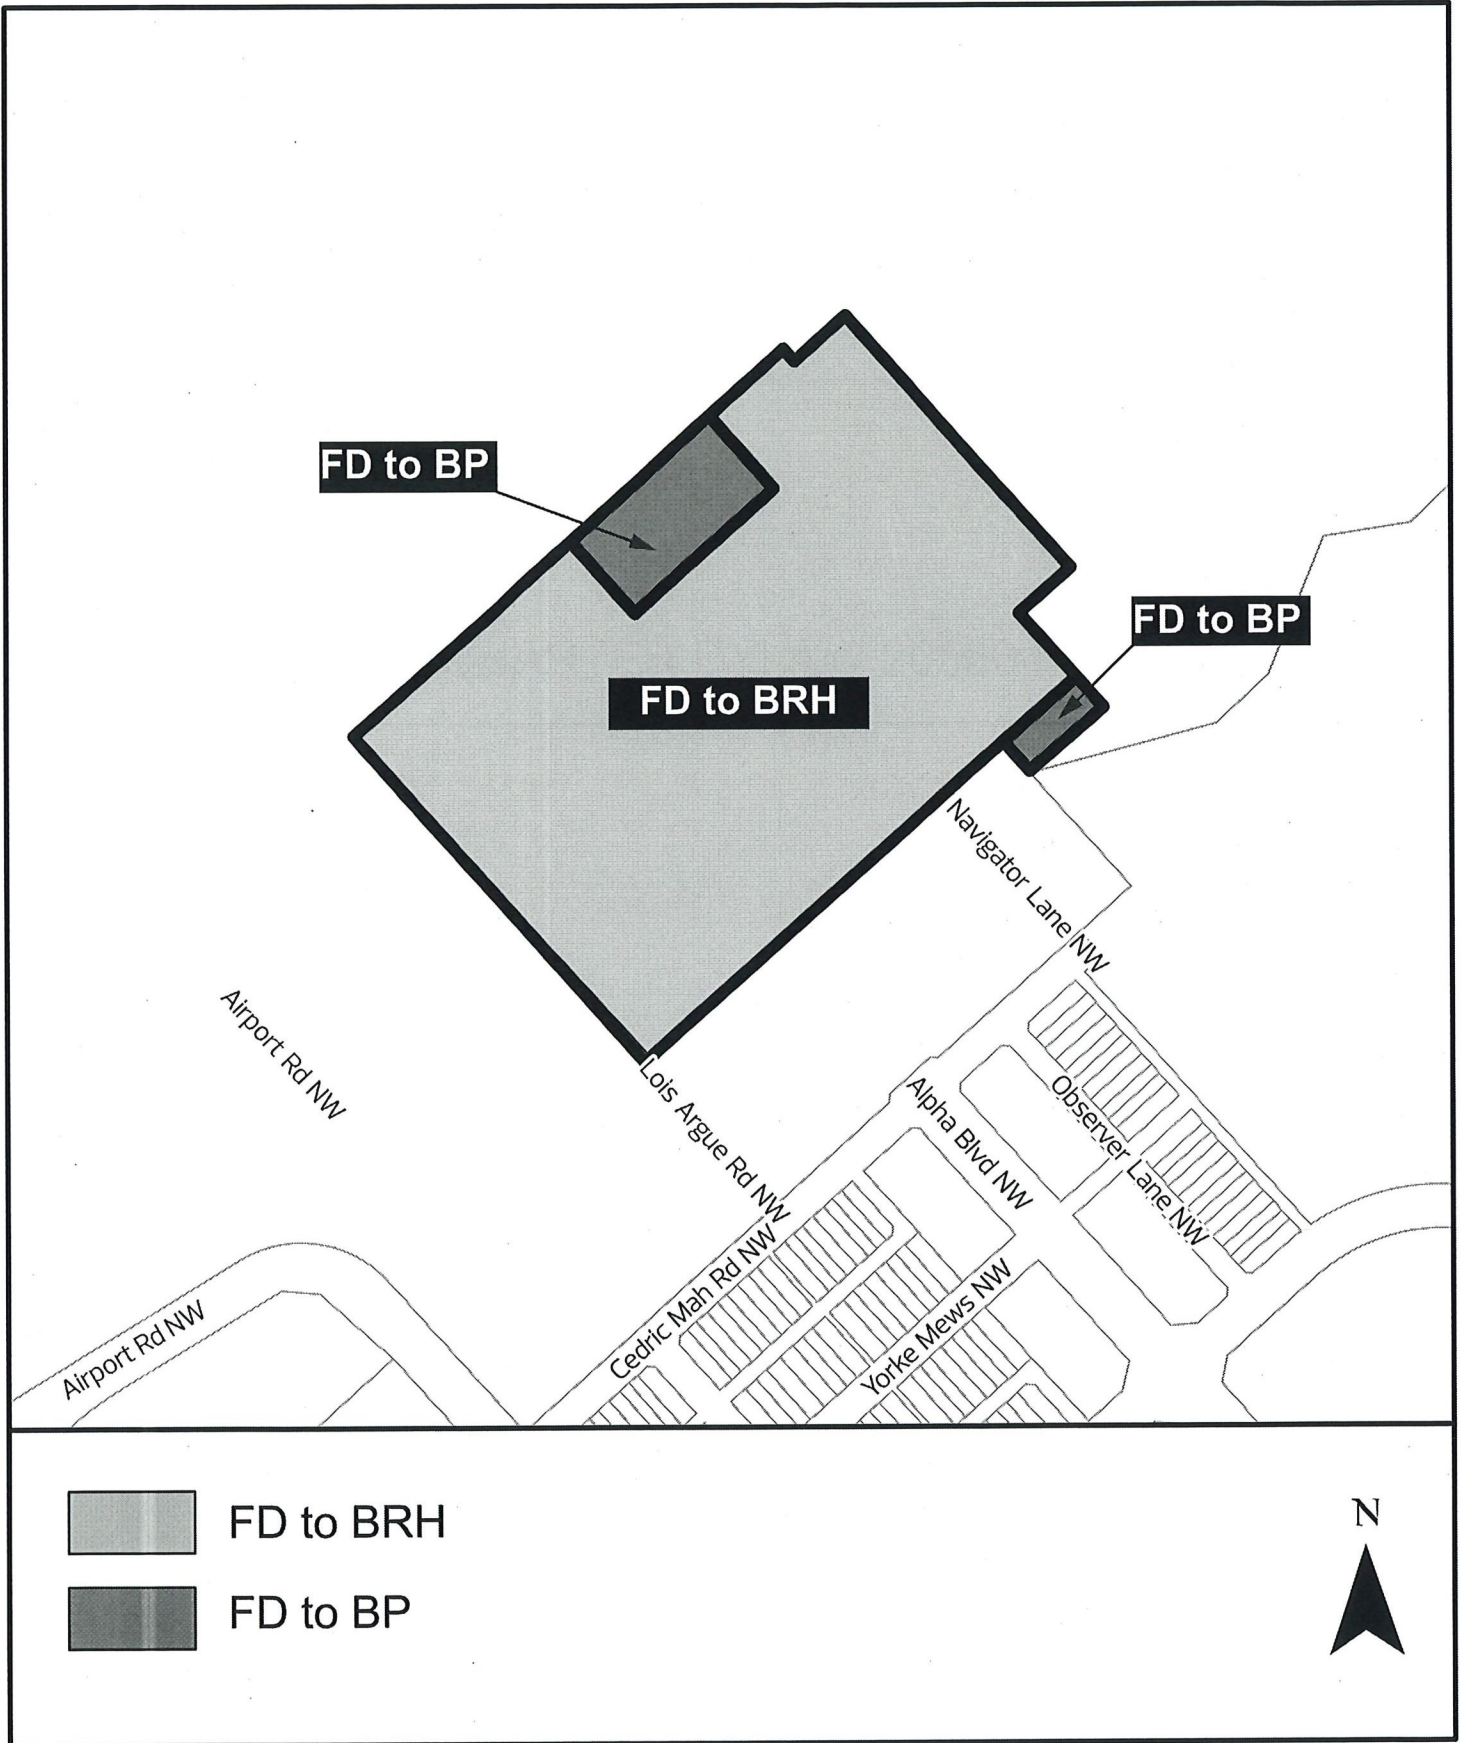 FD to BP
FD to BP
FD to BRH
Navigator Lane NW
Airport Rd NW
Lois Argue Rd NW
Alpha Blvd NW
Observer Lane NW
Cedric Mah Rd NW
Yorke Mews NW
Airport Rd NW
FD to BRH
FD to BP
N